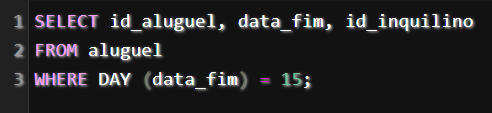 1 SELECT id_aluguel, data_fim, id_inquilino
2 FROM aluguel
3 WHERE DAY (data_fim) = 15;